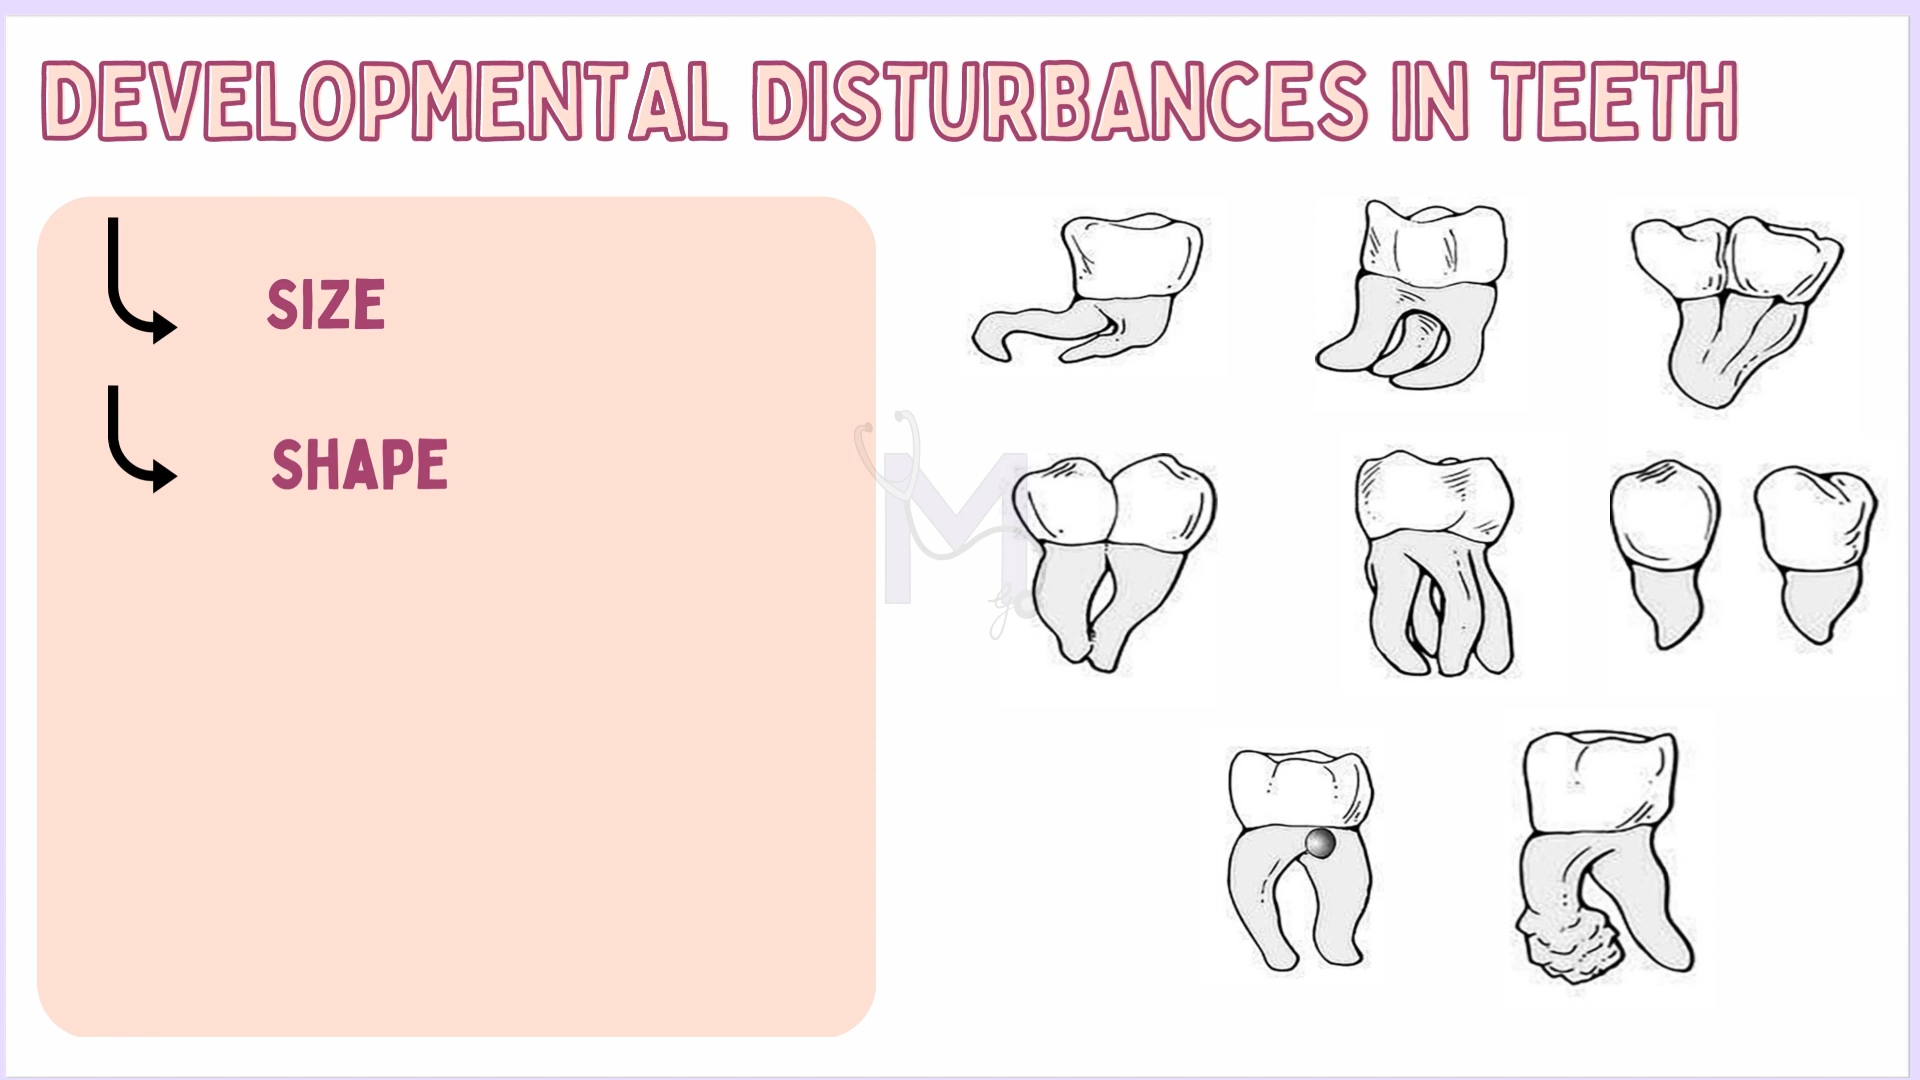 DEVELOPMENTAL DISTURBANCES IN TEETH
SIZE
SHAPE
M